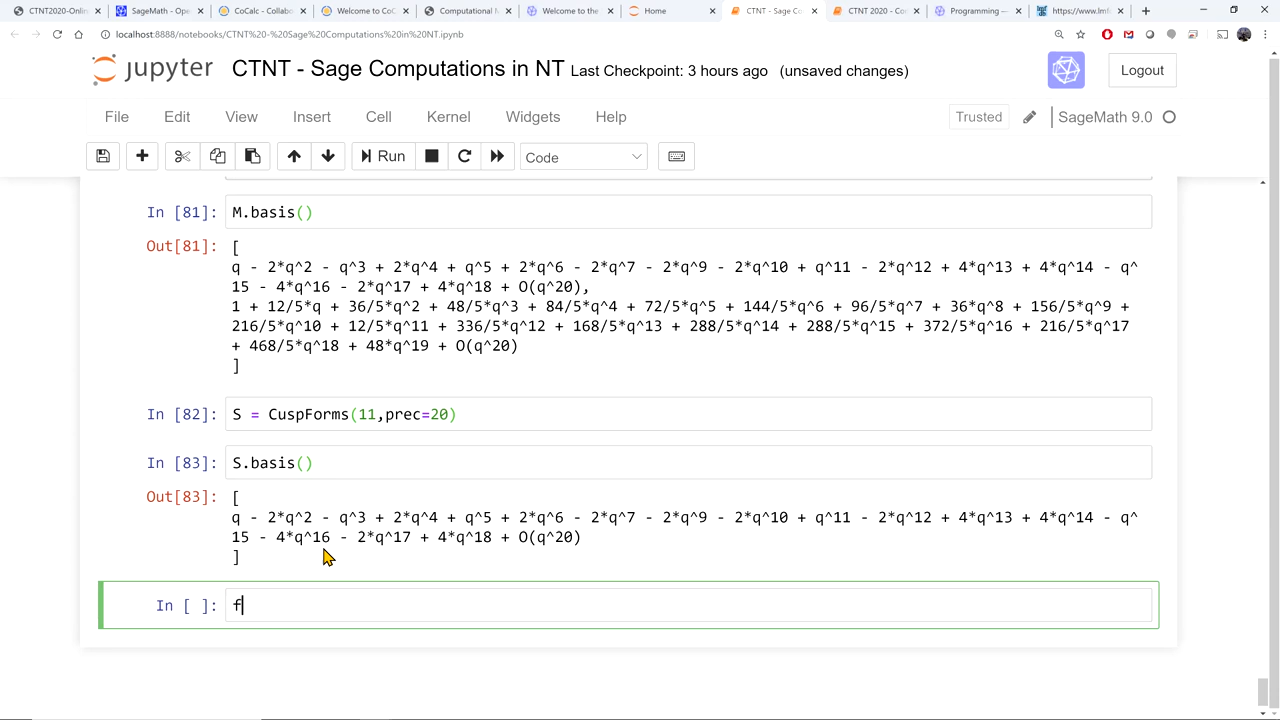 CTNT2020-Onlin
SageMath - Ope
CoCalc - Collabo
Welcome to CoC
Computational N
Welcome to the
Home
CTNT - Sage Co
CTNT 2020 - Co
Programming —
https://www.lmf
localhost:8888/notebooks/CTNT%20-%20Sage%20Computations%20in%20NT.ipynb
jupyter CTNT - Sage Computations in NT Last Checkpoint: 3 hours ago (unsaved changes) Logout
File Edit View Insert Cell Kernel Widgets Help Trusted SageMath 9.0
Run Code
In [81]: M.basis()
Out[81]: [
q - 2*q^2 - q^3 + 2*q^4 + q^5 + 2*q^6 - 2*q^7 - 2*q^9 - 2*q^10 + q^11 - 2*q^12 + 4*q^13 + 4*q^14 - q^
15 - 4*q^16 - 2*q^17 + 4*q^18 + O(q^20),
1 + 12/5*q + 36/5*q^2 + 48/5*q^3 + 84/5*q^4 + 72/5*q^5 + 144/5*q^6 + 96/5*q^7 + 36*q^8 + 156/5*q^9 +
216/5*q^10 + 12/5*q^11 + 336/5*q^12 + 168/5*q^13 + 288/5*q^14 + 288/5*q^15 + 372/5*q^16 + 216/5*q^17
+ 468/5*q^18 + 48*q^19 + O(q^20)
]
In [82]: S = CuspForms(11,prec=20)
In [83]: S.basis()
Out[83]: [
q - 2*q^2 - q^3 + 2*q^4 + q^5 + 2*q^6 - 2*q^7 - 2*q^9 - 2*q^10 + q^11 - 2*q^12 + 4*q^13 + 4*q^14 - q^
15 - 4*q^16 - 2*q^17 + 4*q^18 + O(q^20)
]
In [ ]: f